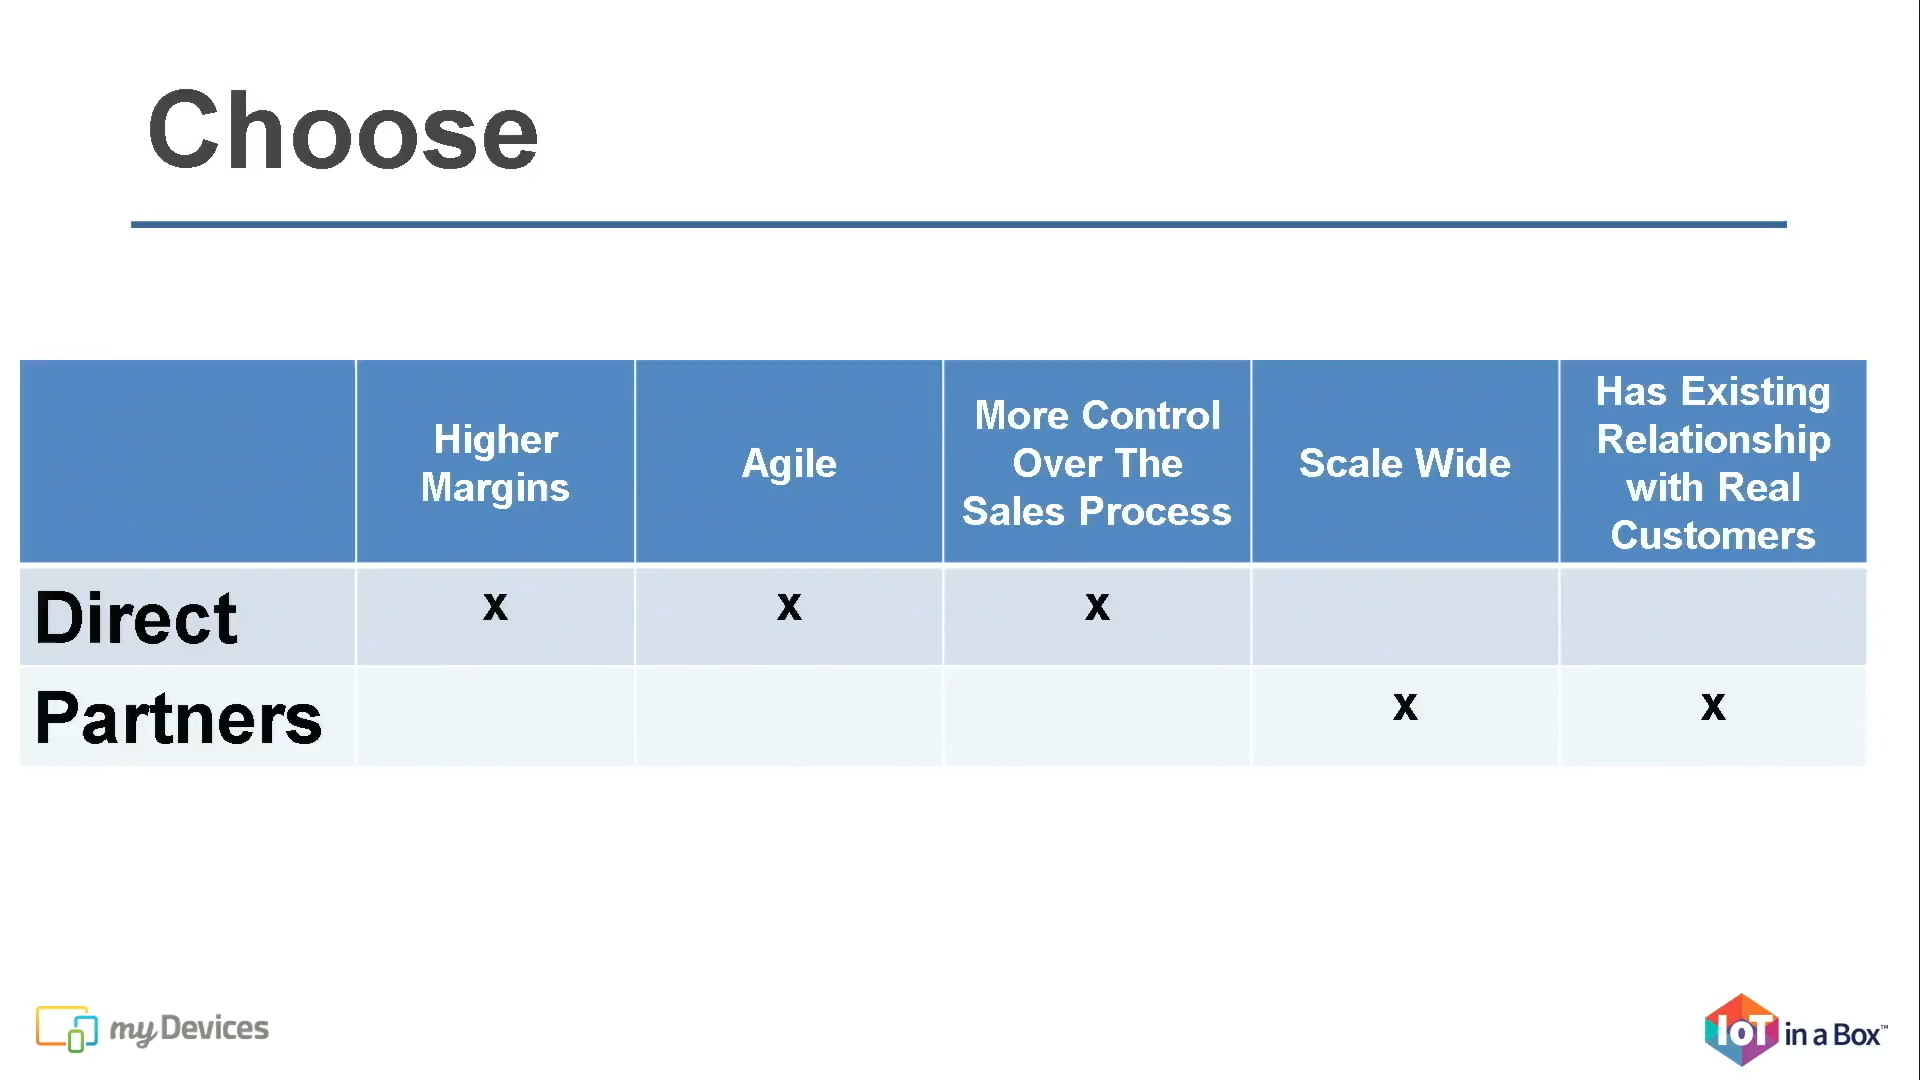 Choose
Higher
Margins
Agile
More Control
Over The
Sales Process
Scale Wide
Has Existing
Relationship
with Real
Customers
Direct x x x
Partners x x
myDevices
IoT in a Box™